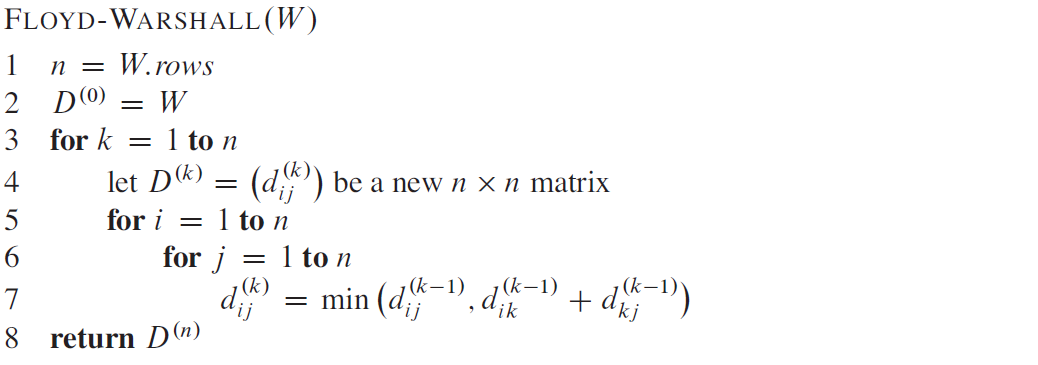 FLOYD-WARSHALL(W)
1 n = W.rows
2 D^(0) = W
3 for k = 1 to n
4 let D^(k) = (d_ij^(k)) be a new n × n matrix
5 for i = 1 to n
6 for j = 1 to n
7 d_ij^(k) = min (d_ij^(k−1), d_ik^(k−1) + d_kj^(k−1))
8 return D^(n)